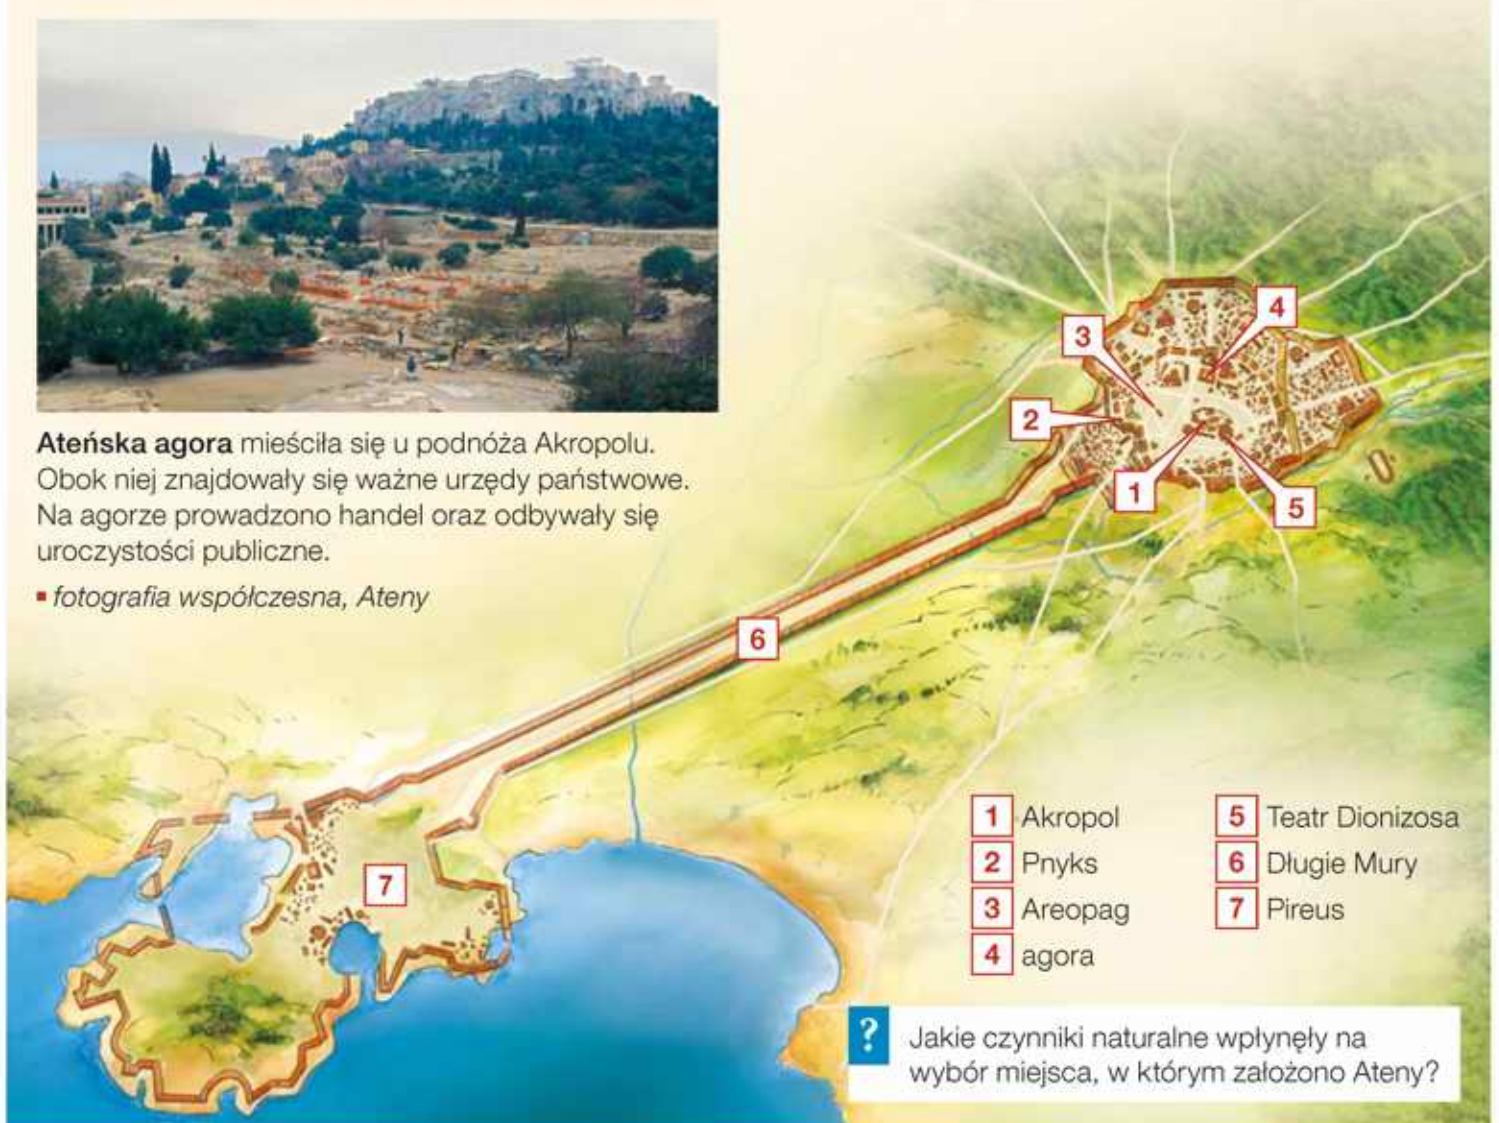 Ateńska agora mieściła się u podnóża Akropolu.
Obok niej znajdowały się ważne urzędy państwowe.
Na agorze prowadzono handel oraz odbywały się
uroczystości publiczne.
fotografia współczesna, Ateny
4
3
2
1
5
6
7
1 Akropol
2 Pnyks
3 Areopag
4 agora
5 Teatr Dionizosa
6 Długie Mury
7 Pireus
? Jakie czynniki naturalne wpłynęły na
wybór miejsca, w którym założono Ateny?